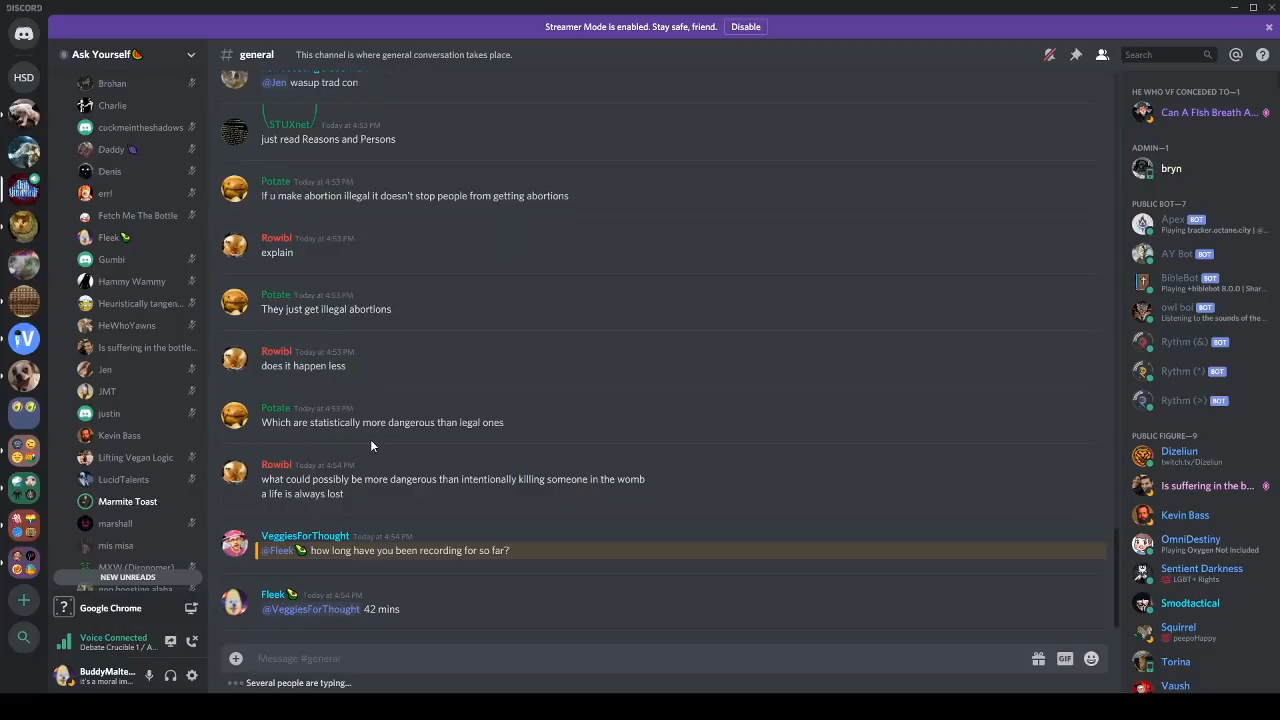 DISCORD
Streamer Mode is enabled. Stay safe, friend.
Disable
HSD
Ask Yourself
Brohan
Charlie
cuckmeintheshadows
Daddy
Denis
errl
Fetch Me The Bottle
Fleek
Gumbi
Hammy Wammy
Heuristically tangen...
HeWhoYawns
Is suffering in the bottle...
Jen
JMT
justin
Kevin Bass
Lifting Vegan Logic
LucidTalents
Marmite Toast
marshall
mis misa
MXW (Dironomer)
NEW UNREADS
Google Chrome
Voice Connected
Debate Crucible 1 / A...
BuddyMalte...
it's a moral im...
# general
This channel is where general conversation takes place.
Search
@Jen wasup trad con
STUXnet Today at 4:53 PM
just read Reasons and Persons
Potate Today at 4:53 PM
If u make abortion illegal it doesn't stop people from getting abortions
Rowibl Today at 4:53 PM
explain
Potate Today at 4:53 PM
They just get illegal abortions
Rowibl Today at 4:53 PM
does it happen less
Potate Today at 4:53 PM
Which are statistically more dangerous than legal ones
Rowibl Today at 4:54 PM
what could possibly be more dangerous than intentionally killing someone in the womb
a life is always lost
VeggiesForThought Today at 4:54 PM
@Fleek how long have you been recording for so far?
Fleek Today at 4:54 PM
@VeggiesForThought 42 mins
Message #general
GIF
Several people are typing...
HE WHO VF CONCEDED TO—1
Can A FIsh Breath A...
ADMIN—1
bryn
PUBLIC BOT—7
Apex BOT
Playing tracker.octane.city | @...
AY Bot BOT
BibleBot BOT
Playing +biblebot 8.0.0 | Shar...
owl boi BOT
Listening to the sounds of the ...
Rythm (&) BOT
Rythm (*) BOT
Rythm (>) BOT
PUBLIC FIGURE—9
Dizeliun
twitch.tv/Dizeliun
Is suffering in the b...
Kevin Bass
OmniDestiny
Playing Oxygen Not Included
Sentient Darkness
LGBT + Rights
Smodtactical
Squirrel
peepoHappy
Torina
Vaush